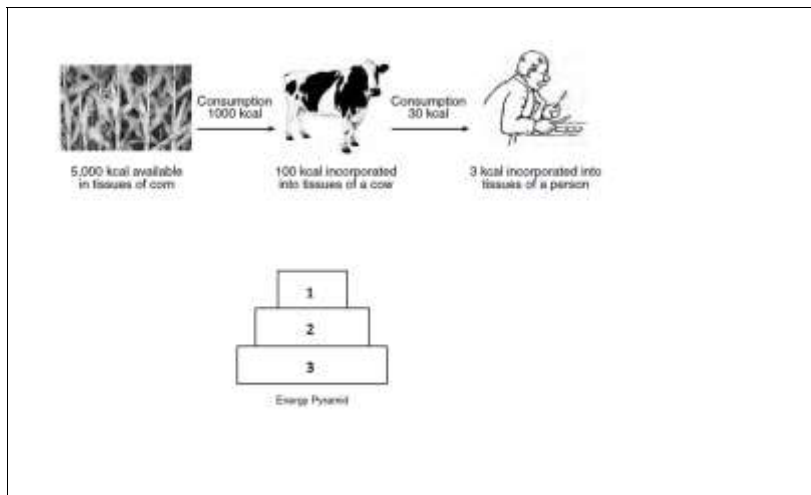 Consumption
1000 kcal
Consumption
30 kcal
5,000 kcal available
in tissues of corn
100 kcal incorporated
into tissues of a cow
3 kcal incorporated into
tissues of a person
1
2
3
Energy Pyramid